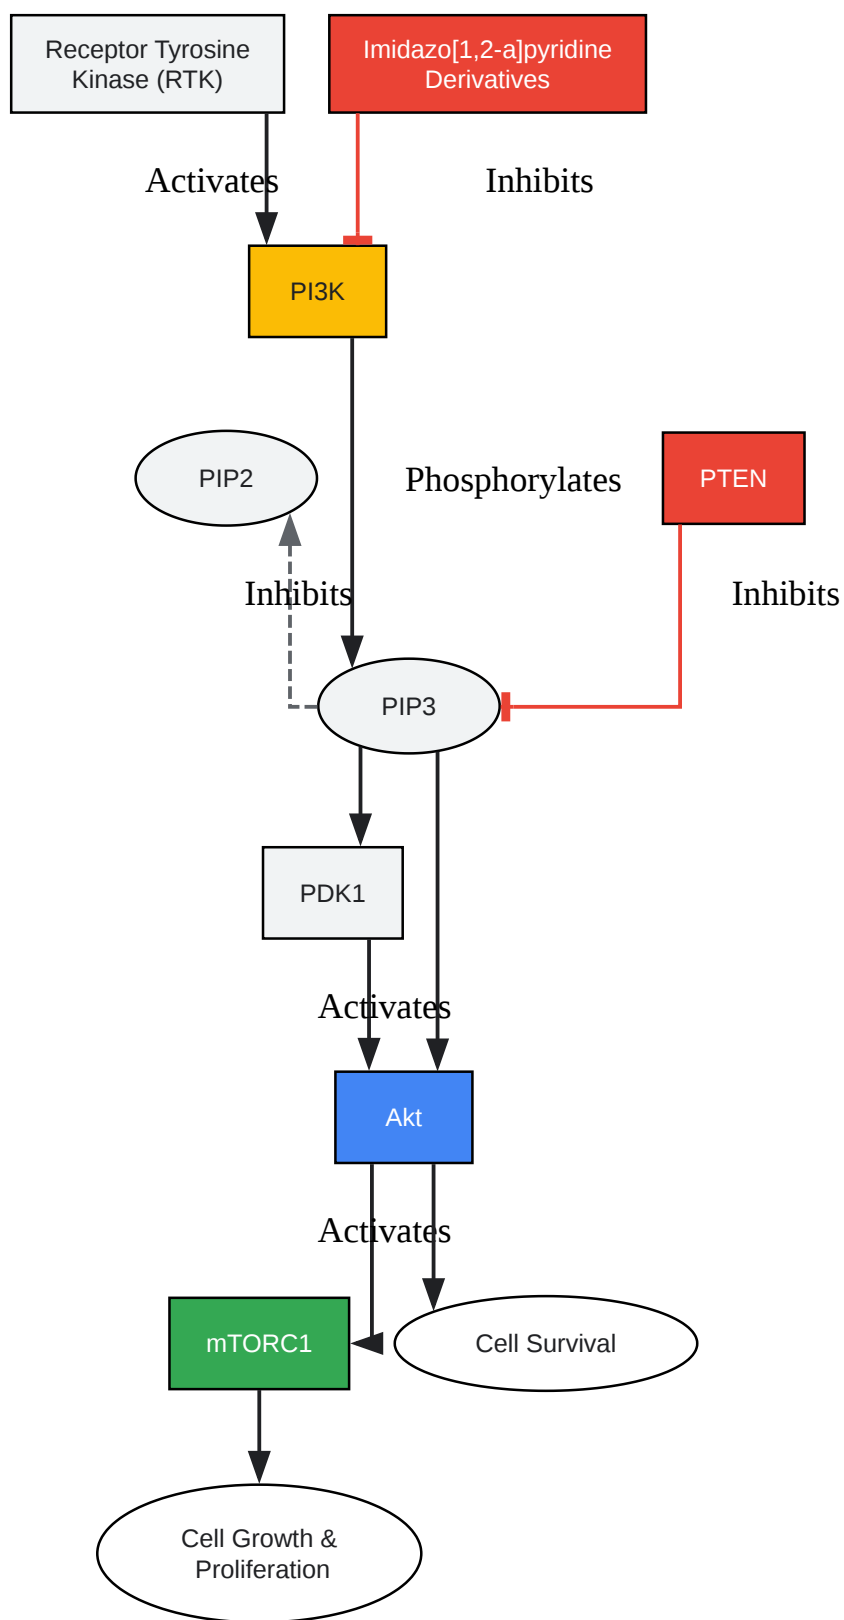 Receptor Tyrosine
Kinase (RTK)
Imidazo[1,2-a]pyridine
Derivatives
Activates
Inhibits
PI3K
PIP2
Phosphorylates
PTEN
Inhibits
Inhibits
PIP3
PDK1
Activates
Akt
Activates
mTORC1
Cell Survival
Cell Growth &
Proliferation